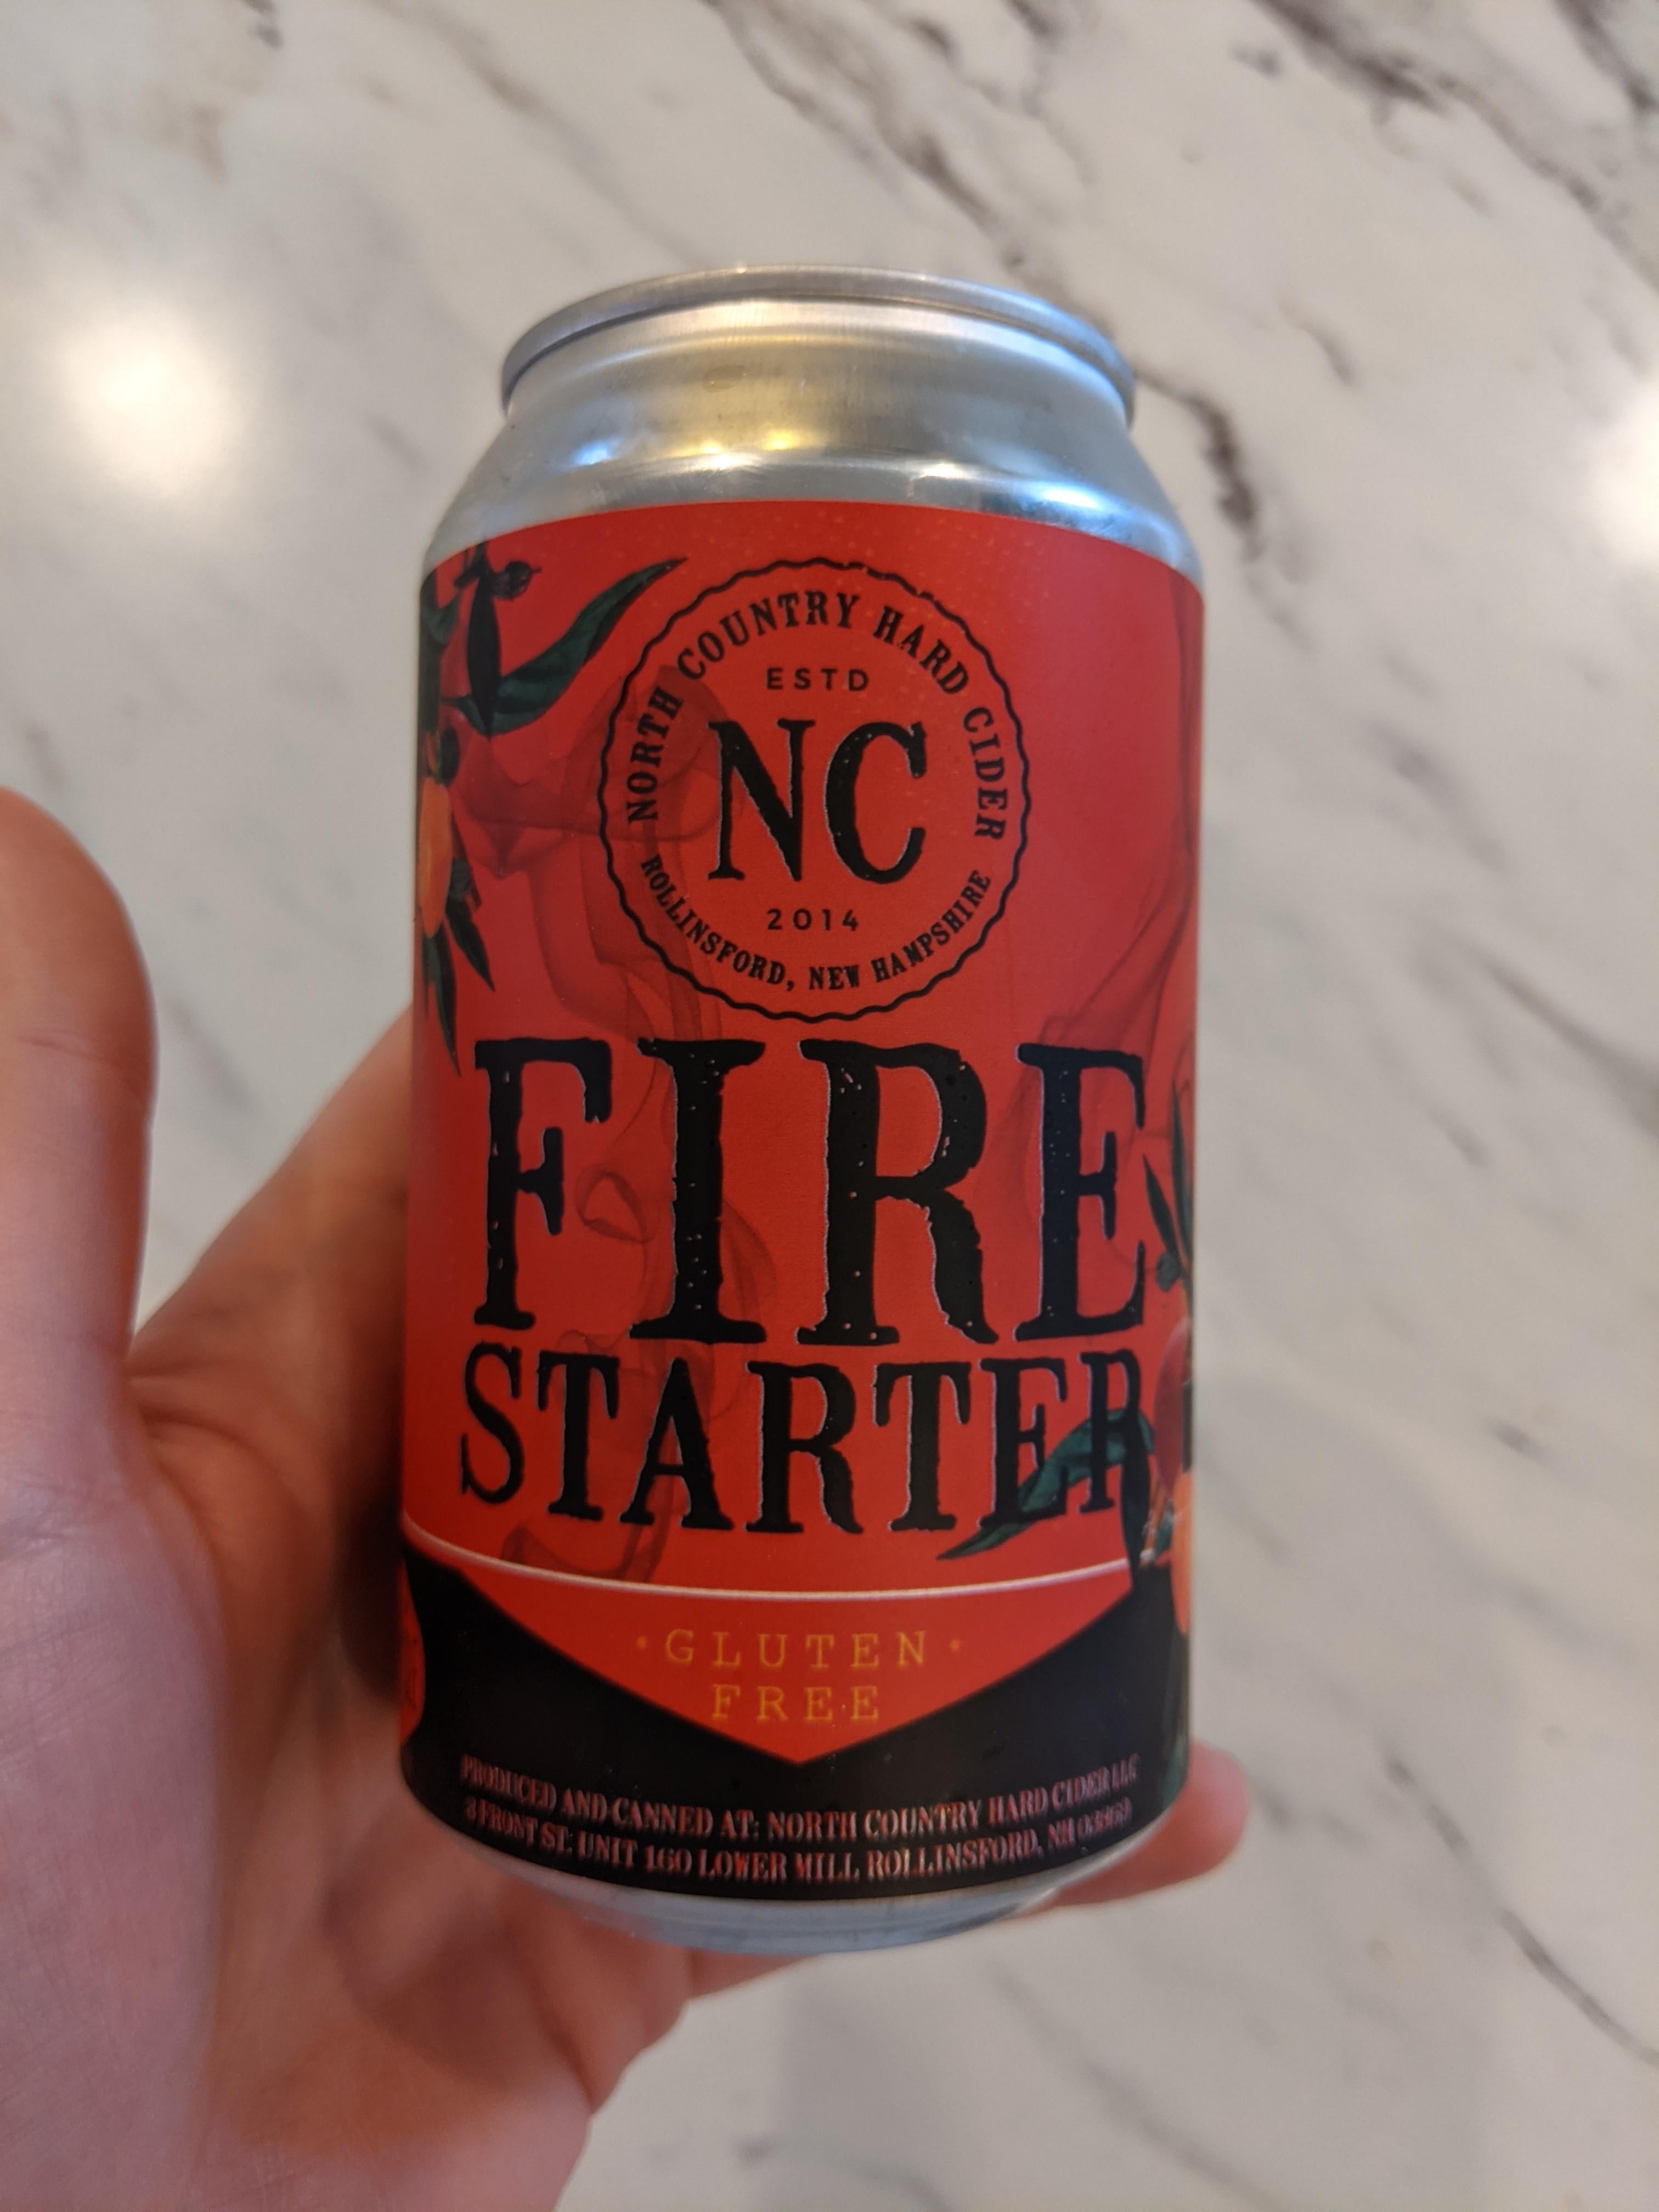 NORTH COUNTRY HARD CIDER
ESTD
NC
2014
ROLLINSFORD, NEW HAMPSHIRE
FIRE
STARTER
· GLUTEN ·
FREE
PRODUCED AND CANNED AT: NORTH COUNTRY HARD CIDER LLC
3 FRONT ST. UNIT 160 LOWER MILL ROLLINSFORD, NH 03869